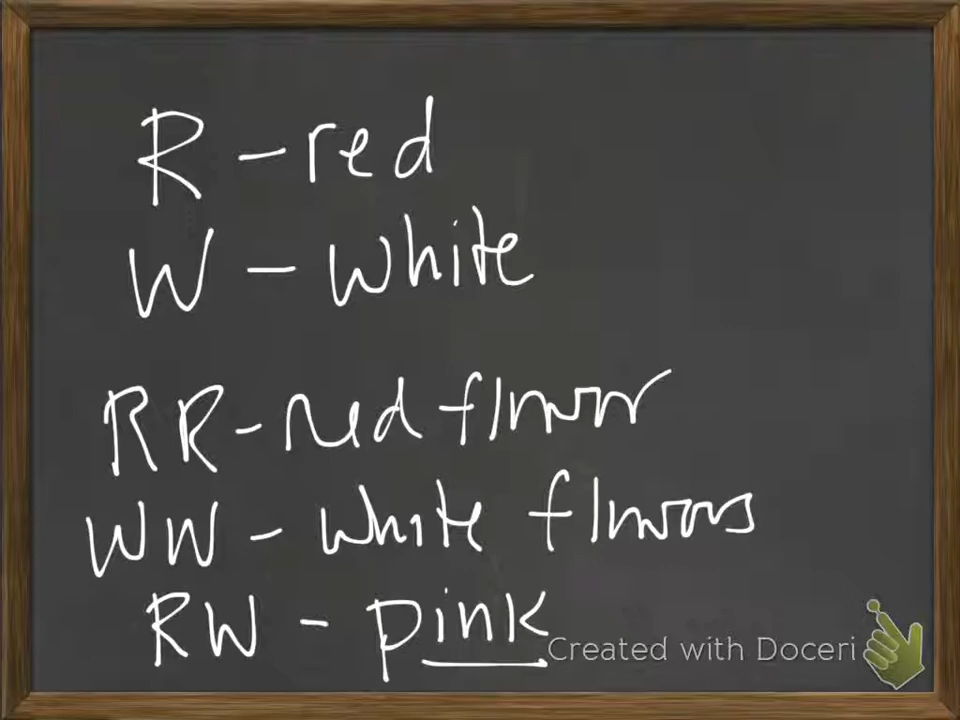 R - red
W - white
RR - red flower
WW - white flowers
RW - pink
Created with Doceri